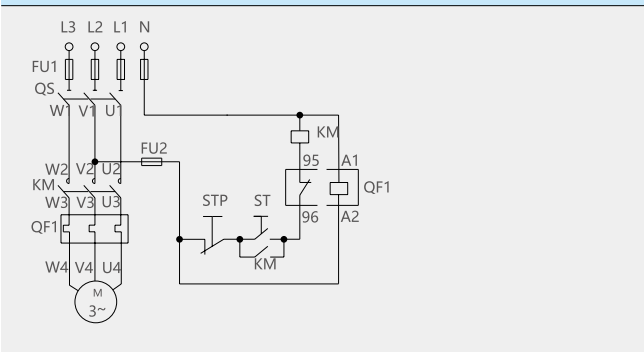 L3 L2 L1 N
FU1
QS
W1 V1 U1
KM
FU2
95 A1
W2 V2 U2
KM
QF1
W3 V3 U3
STP ST
96 A2
QF1
KM
W4 V4 U4
M
3~